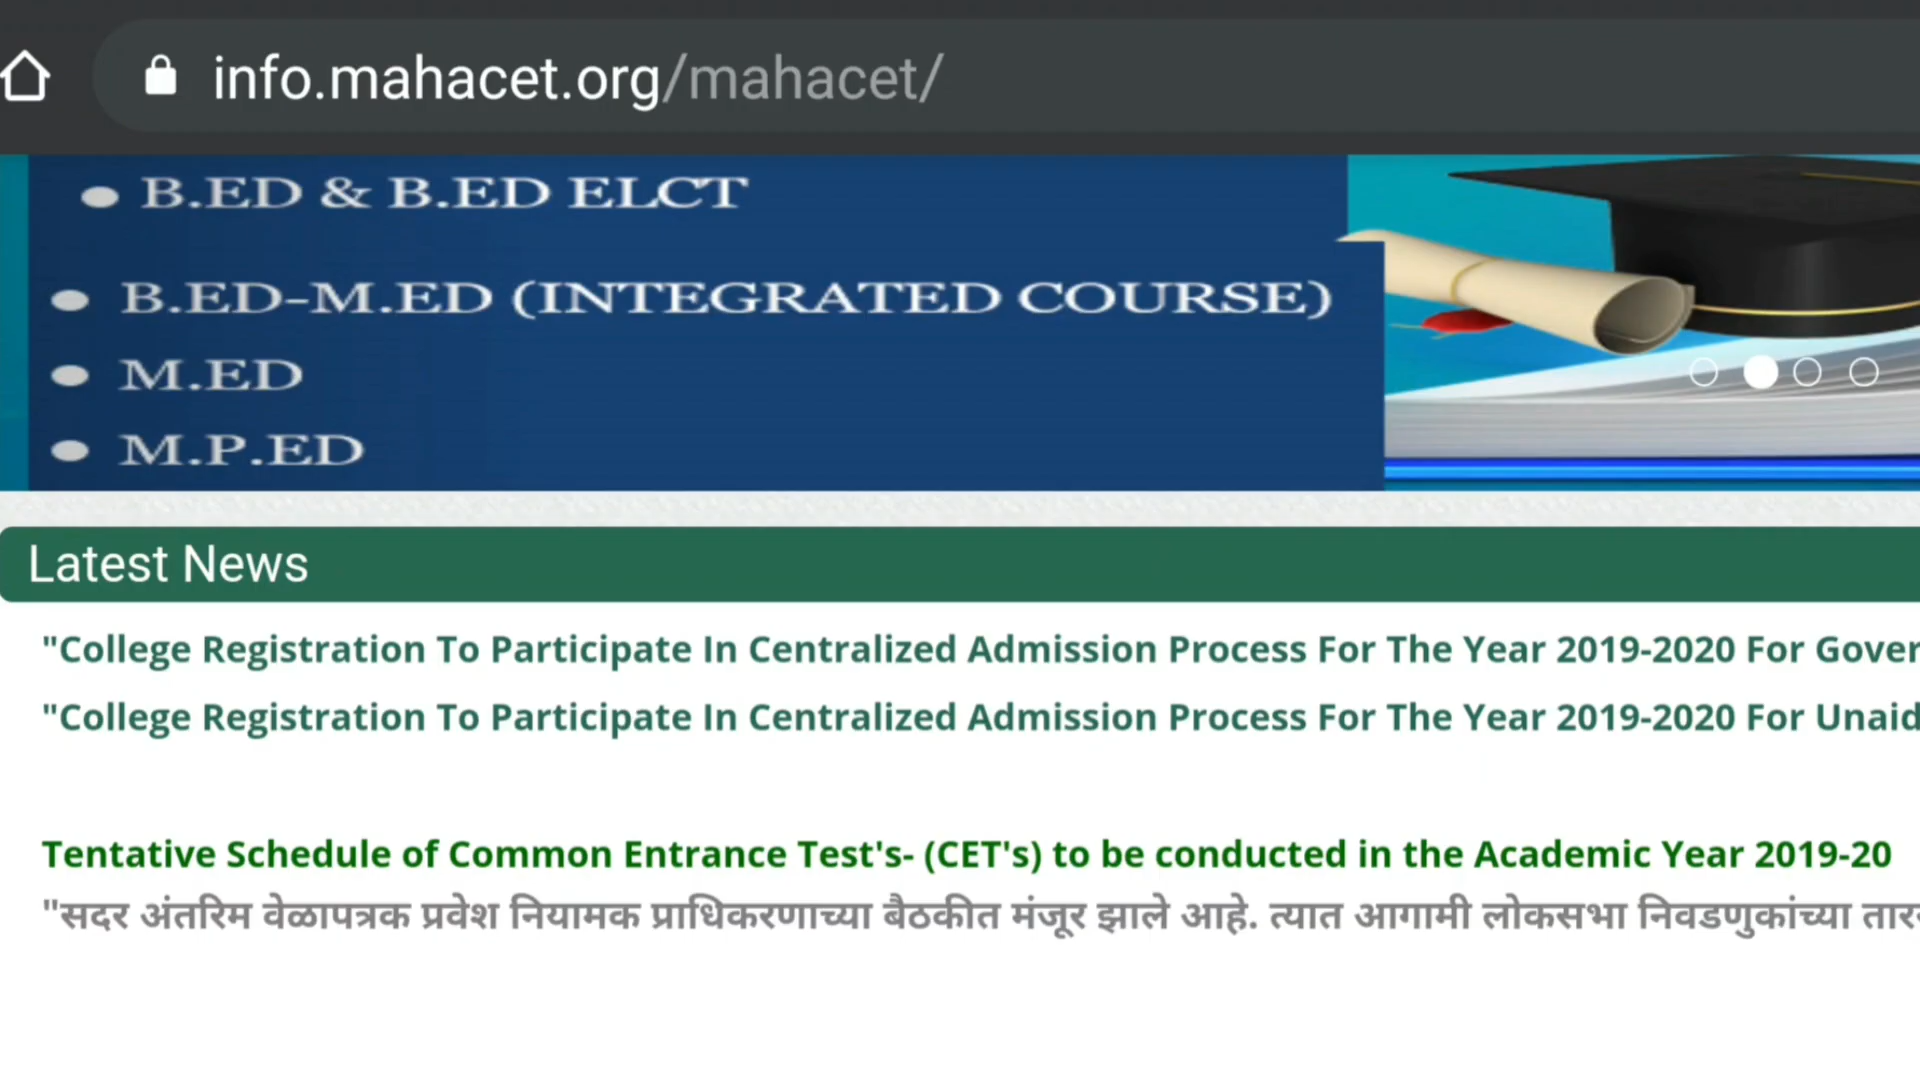 info.mahacet.org/mahacet/
B.ED & B.ED ELCT
B.ED-M.ED (INTEGRATED COURSE)
M.ED
M.P.ED
Latest News
"College Registration To Participate In Centralized Admission Process For The Year 2019-2020 For
"College Registration To Participate In Centralized Admission Process For The Year 2019-2020 For
Tentative Schedule of Common Entrance Test's- (CET's) to be conducted in the Academic Year 2019-20
"सदर अंतरिम वेळापत्रक प्रवेश नियामक प्राधिकरणाच्या बैठकीत मंजूर झाले आहे. त्यात आगामी लोकसभा निवडणुकांच्या